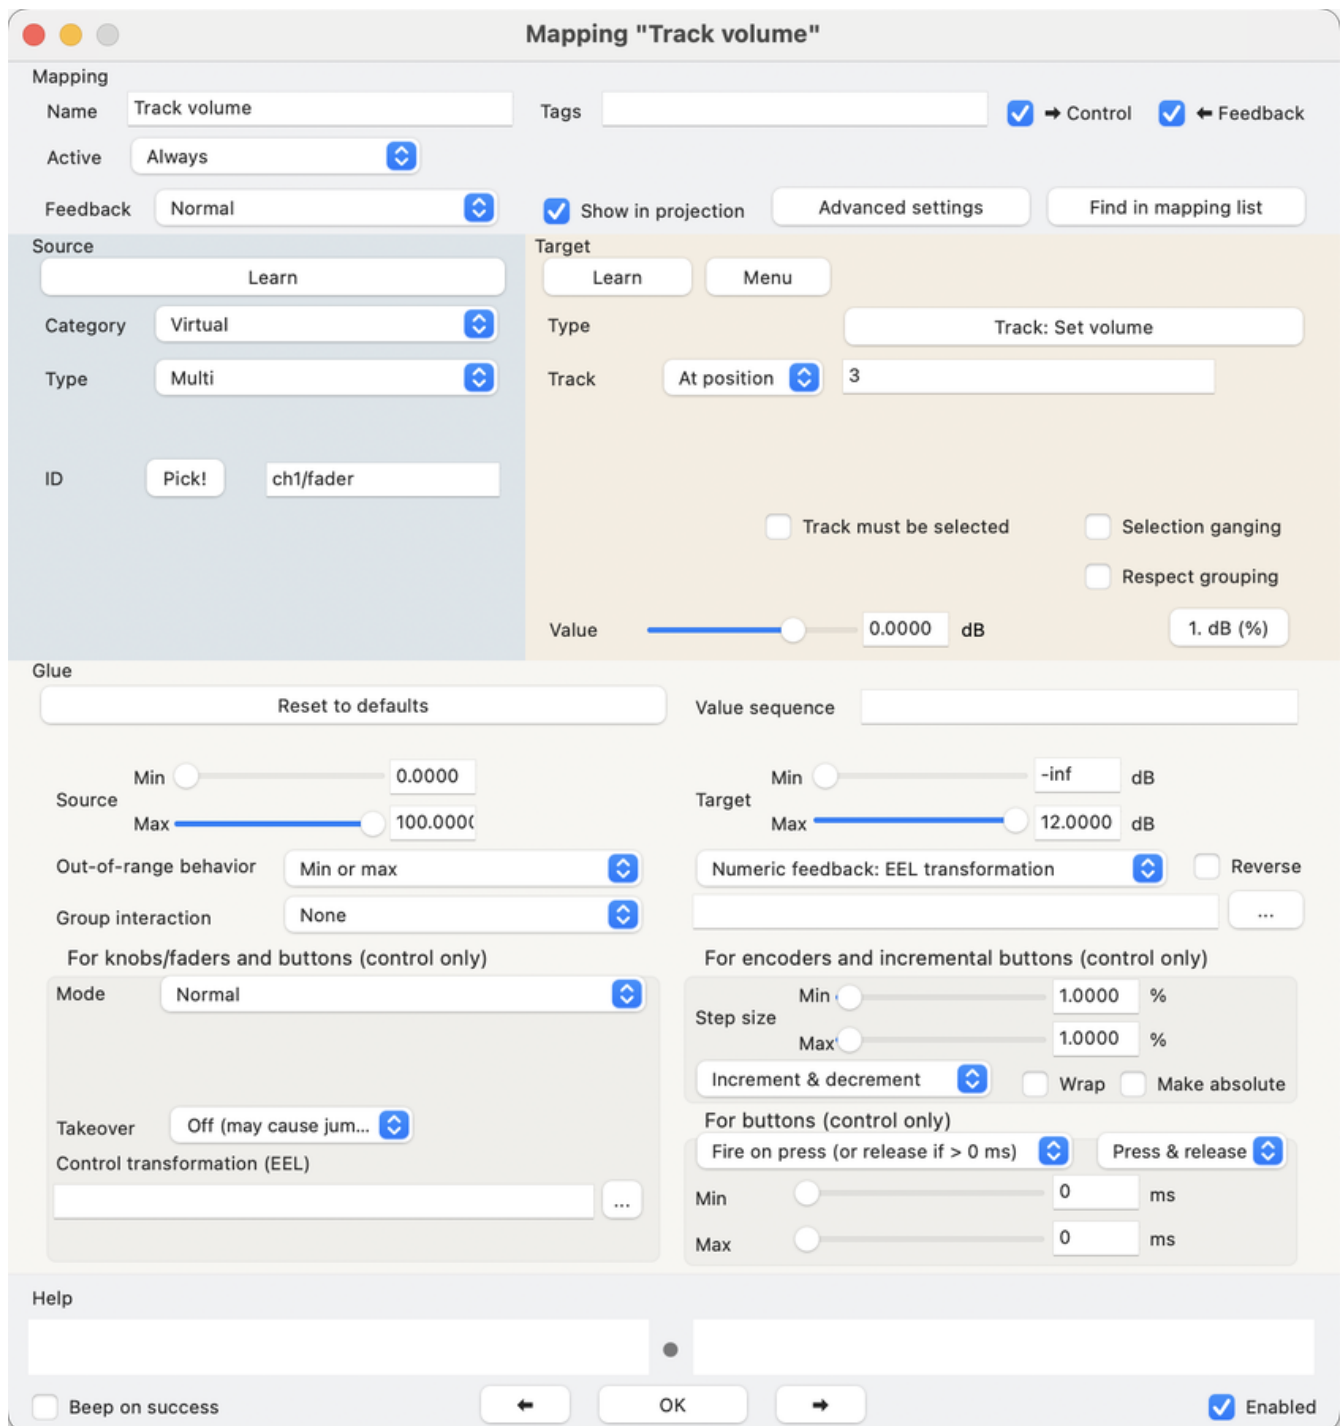 Mapping "Track volume"
Mapping
Name Track volume Tags ➡ Control ⬅ Feedback
Active Always
Feedback Normal Show in projection Advanced settings Find in mapping list
Source Target
Learn Learn Menu
Category Virtual Type Track: Set volume
Type Multi Track At position 3
ID Pick! ch1/fader
Track must be selected Selection ganging
Respect grouping
Value 0.0000 dB 1. dB (%)
Glue
Reset to defaults Value sequence
Min 0.0000 Min -inf dB
Source Target
Max 100.0000 Max 12.0000 dB
Out-of-range behavior Min or max Numeric feedback: EEL transformation Reverse
Group interaction None ...
For knobs/faders and buttons (control only) For encoders and incremental buttons (control only)
Mode Normal Min 1.0000 %
Step size
Max 1.0000 %
Increment & decrement Wrap Make absolute
Takeover Off (may cause jum... For buttons (control only)
Control transformation (EEL) Fire on press (or release if > 0 ms) Press & release
... Min 0 ms
Max 0 ms
Help
Beep on success ⬅ OK ➡ Enabled